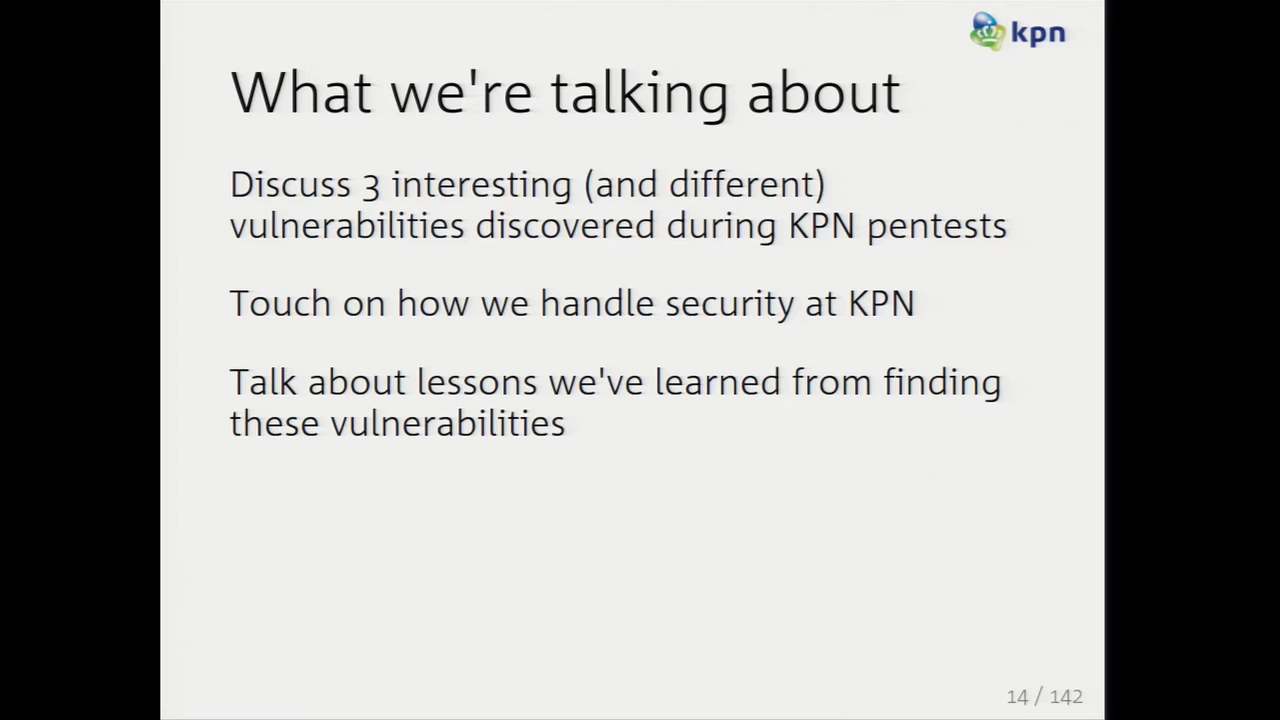 kpn
What we're talking about
Discuss 3 interesting (and different)
vulnerabilities discovered during KPN pentests
Touch on how we handle security at KPN
Talk about lessons we've learned from finding
these vulnerabilities
14 / 142